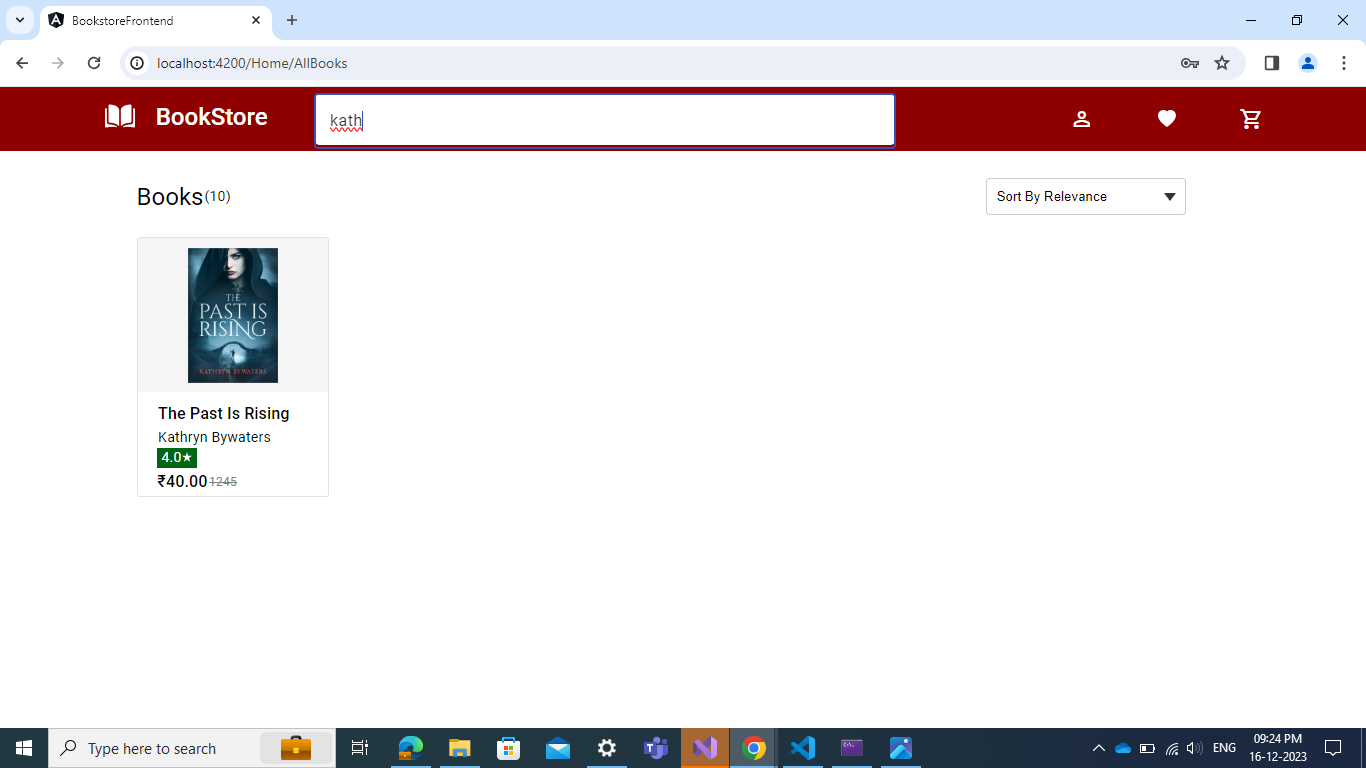 BookstoreFrontend
localhost:4200/Home/AllBooks
BookStore
kath
Books(10)
Sort By Relevance
THE
PAST IS
RISING
KATHRYN BYWATERS
The Past Is Rising
Kathryn Bywaters
4.0★
₹40.00 1245
Type here to search
ENG
09:24 PM
16-12-2023